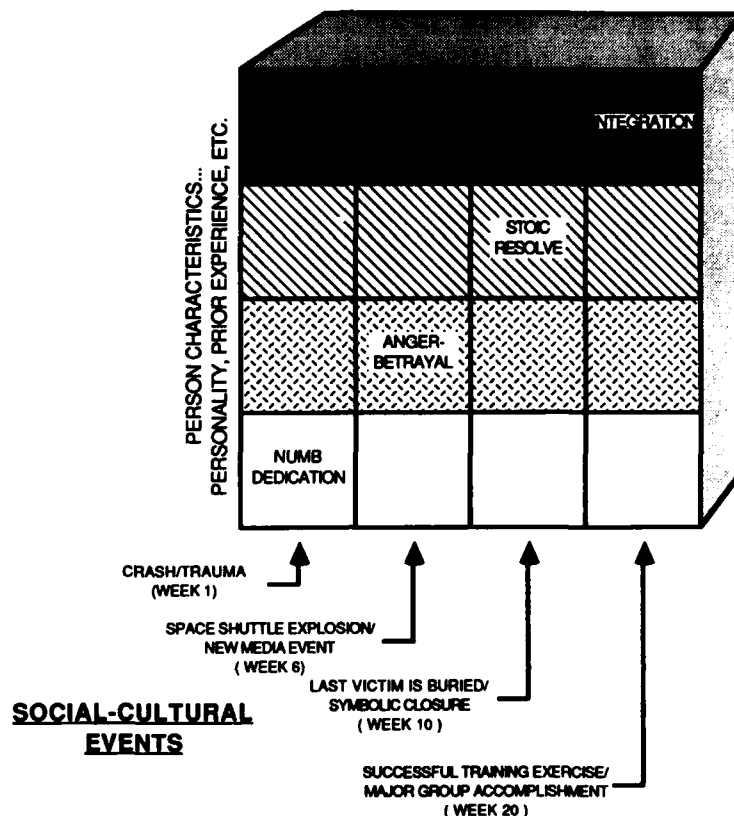 PERSON CHARACTERISTICS...
PERSONALITY, PRIOR EXPERIENCE, ETC.
INTEGRATION
STOIC
RESOLVE
ANGER-
BETRAYAL
NUMB
DEDICATION
CRASH/TRAUMA
(WEEK 1)
SPACE SHUTTLE EXPLOSION/
NEW MEDIA EVENT
( WEEK 6)
LAST VICTIM IS BURIED/
SYMBOLIC CLOSURE
( WEEK 10 )
SOCIAL-CULTURAL
EVENTS
SUCCESSFUL TRAINING EXERCISE/
MAJOR GROUP ACCOMPLISHMENT
( WEEK 20 )